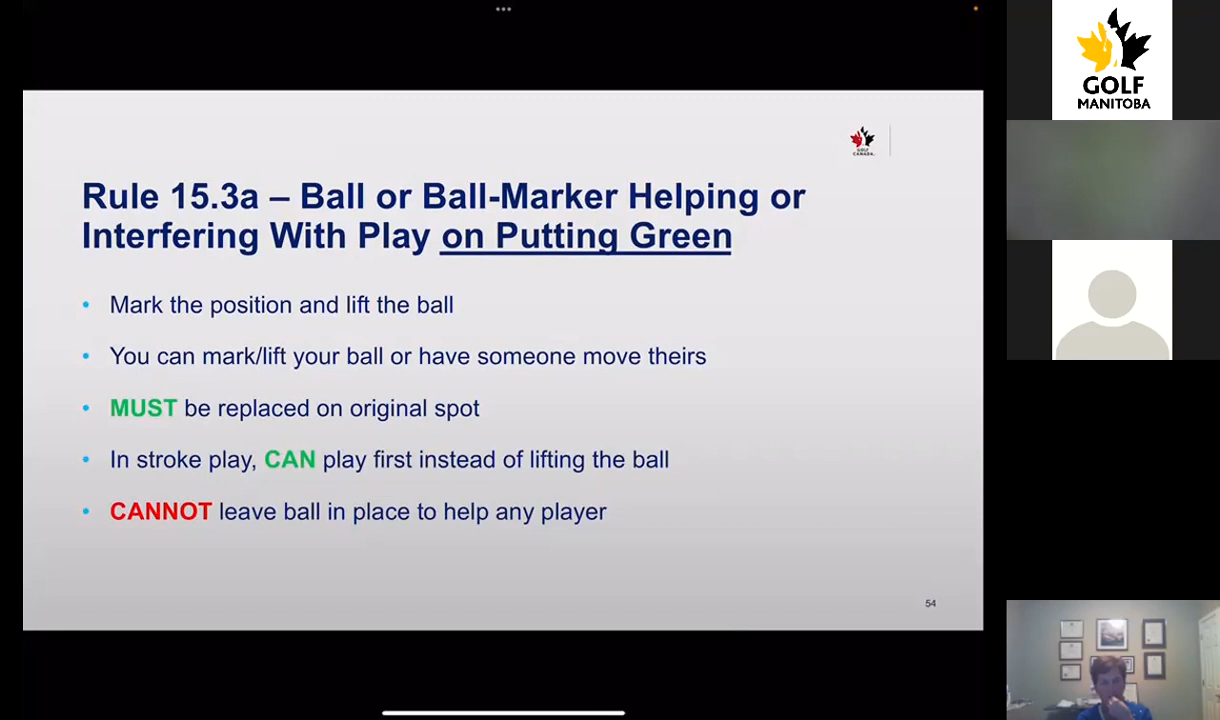 GOLF
MANITOBA
GOLF
CANADA
Rule 15.3a – Ball or Ball-Marker Helping or
Interfering With Play on Putting Green
• Mark the position and lift the ball
• You can mark/lift your ball or have someone move theirs
• MUST be replaced on original spot
• In stroke play, CAN play first instead of lifting the ball
• CANNOT leave ball in place to help any player
54